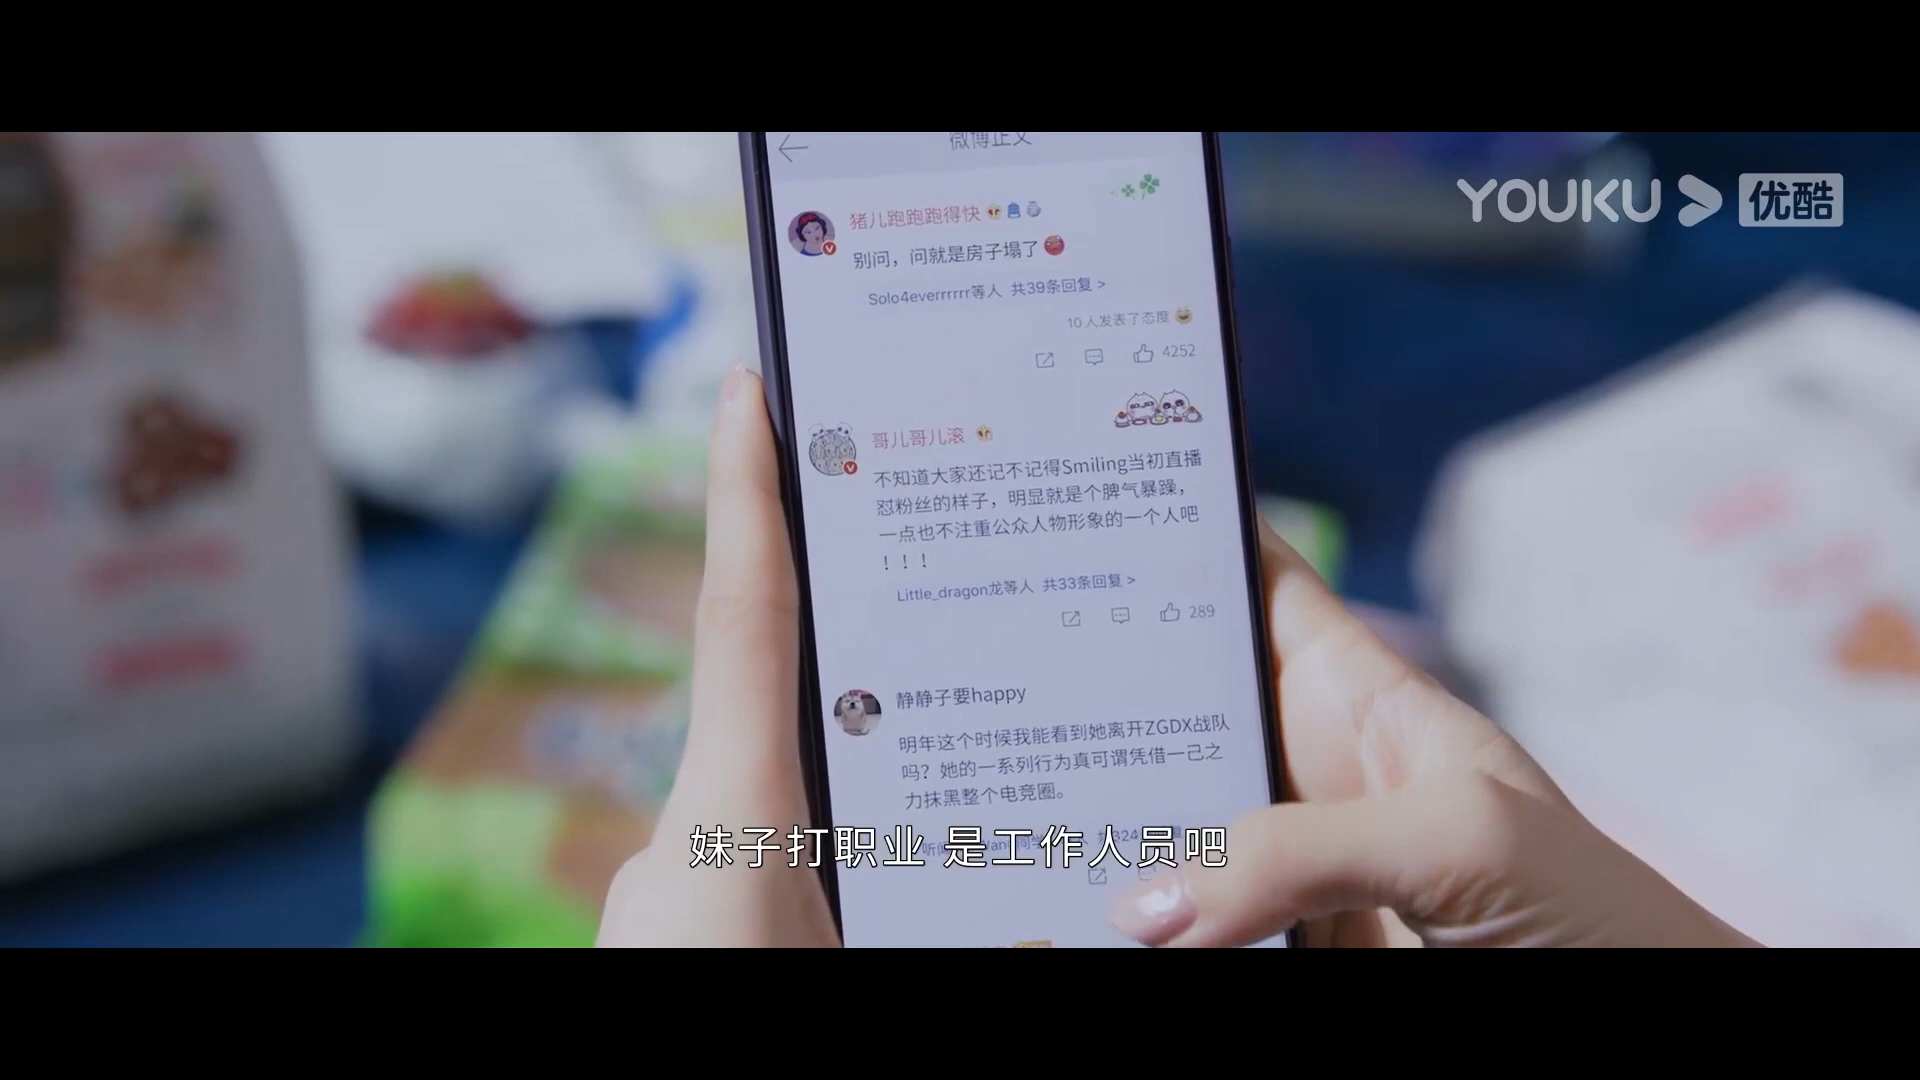 微博正文
YOUKU 优酷
猪儿跑跑跑得快
别问，问就是房子塌了
Solo4everrrrrr等人 共39条回复 >
10人发表了态度
4252
哥儿哥儿滚
不知道大家还记不记得Smiling当初直播
怼粉丝的样子，明显就是个脾气暴躁，
一点也不注重公众人物形象的一个人吧
！！！
Little_dragon龙等人 共33条回复 >
289
静静子要happy
明年这个时候我能看到她离开ZGDX战队
吗？她的一系列行为真可谓凭借一己之
力抹黑整个电竞圈。
妹子打职业 是工作人员吧